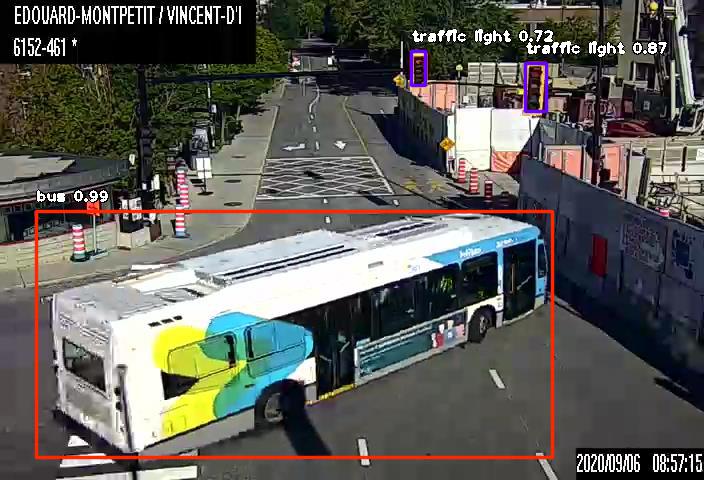 EDOUARD-MONTPETIT / VINCENT-D'I
6152-461 *
traffic light 0.72
traffic light 0.87
bus 0.99
2020/09/06 08:57:15